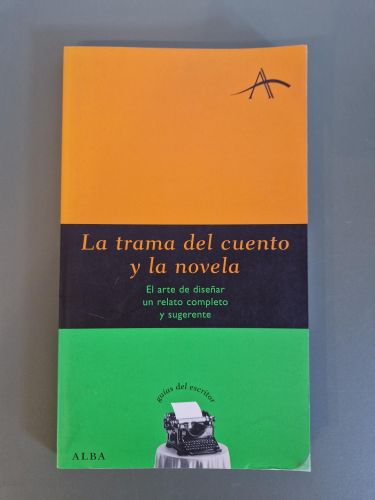 La trama del cuento
y la novela
El arte de diseñar
un relato completo
y sugerente
guías del escritor
ALBA